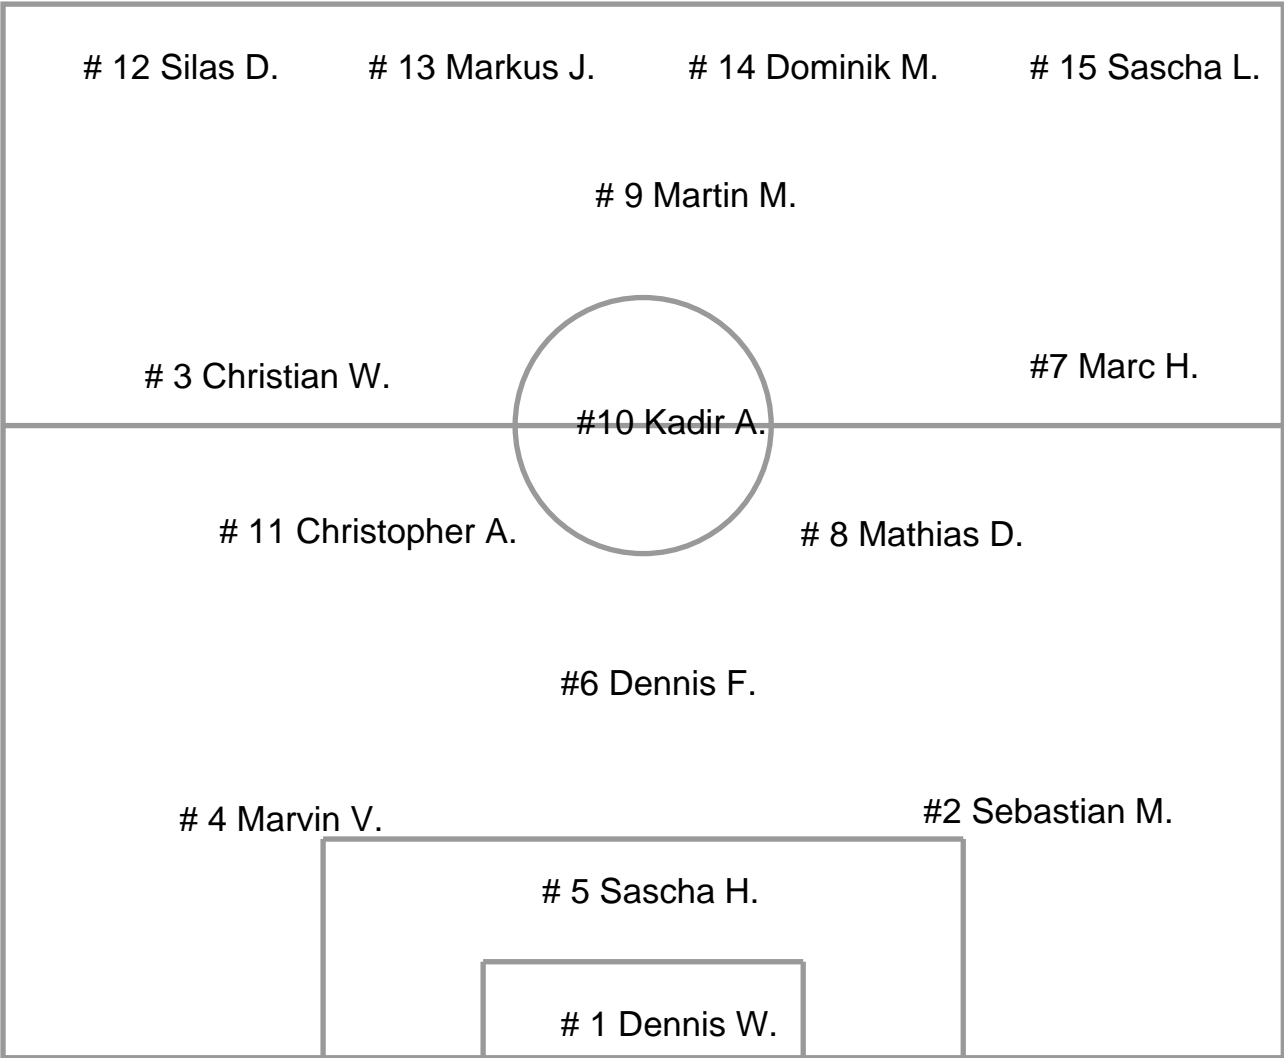 # 12 Silas D. # 13 Markus J. # 14 Dominik M. # 15 Sascha L.
# 9 Martin M.
# 3 Christian W. #7 Marc H.
#10 Kadir A.
# 11 Christopher A. # 8 Mathias D.
#6 Dennis F.
# 4 Marvin V. #2 Sebastian M.
# 5 Sascha H.
# 1 Dennis W.